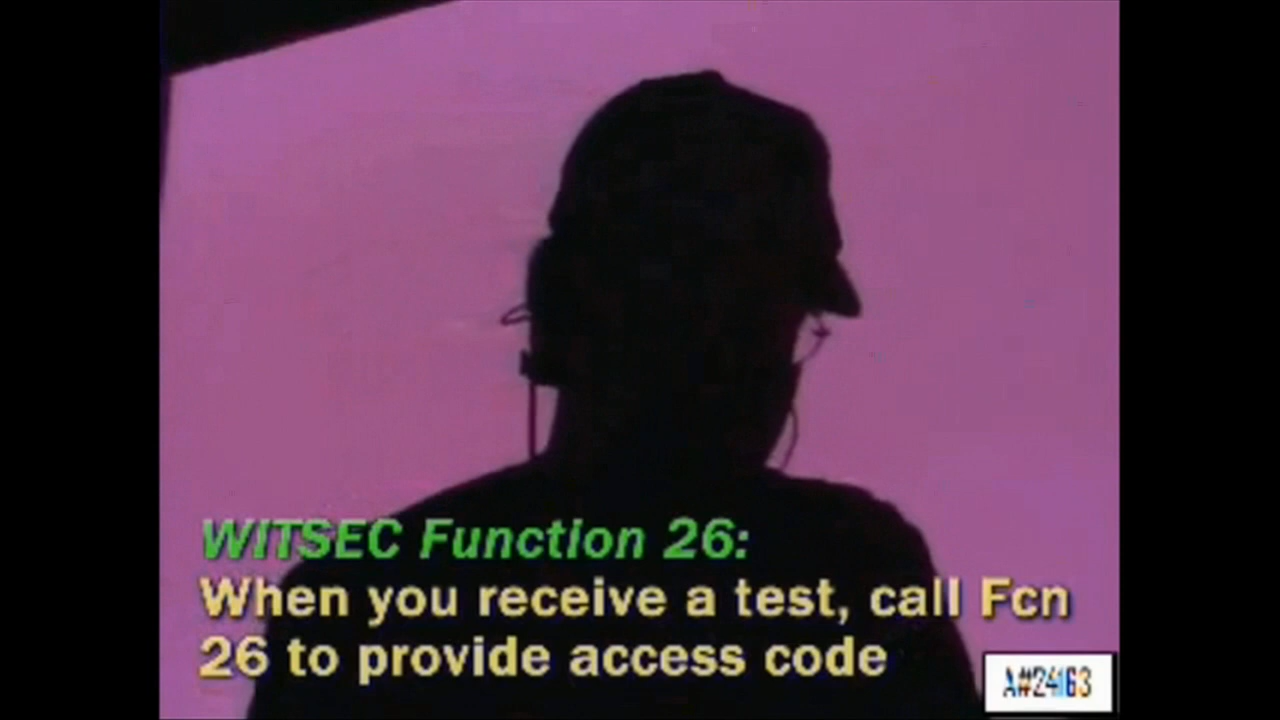 WITSEC Function 26:
When you receive a test, call Fcn
26 to provide access code
A#24163